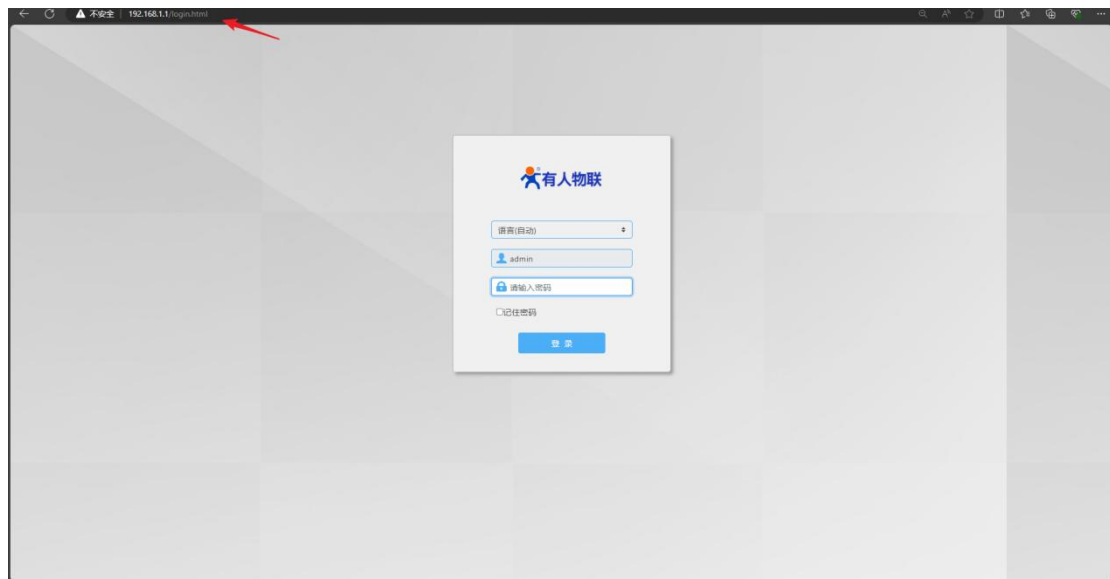 不安全 192.168.1.1/login.html
有人物联
语言(自动)
admin
请输入密码
记住密码
登 录